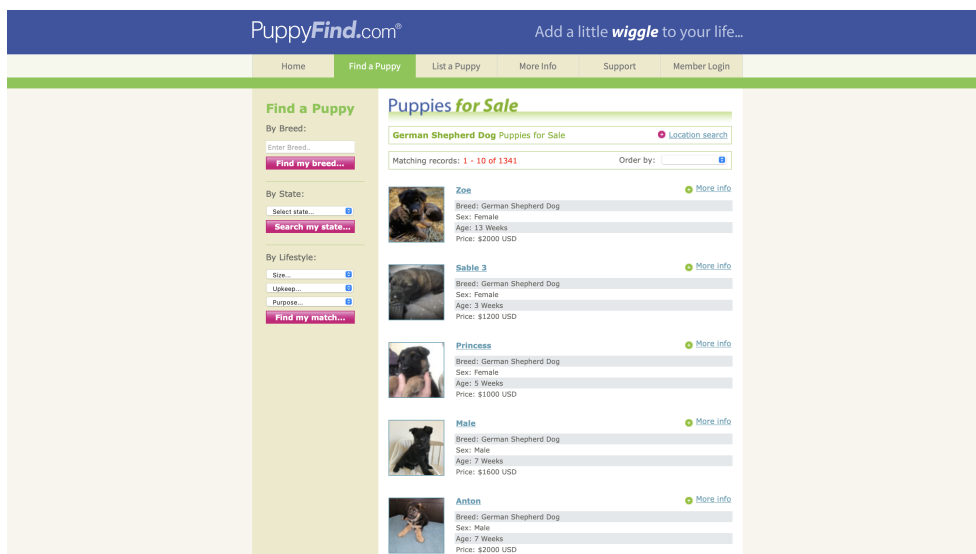 PuppyFind.com®
Add a little wiggle to your life...
Home
Find a Puppy
List a Puppy
More Info
Support
Member Login
Find a Puppy
By Breed:
Enter Breed..
Find my breed...
By State:
Select state...
Search my state...
By Lifestyle:
Size...
Upkeep...
Purpose...
Find my match...
Puppies for Sale
German Shepherd Dog Puppies for Sale
Location search
Matching records: 1 - 10 of 1341
Order by:
Zoe
More info
Breed: German Shepherd Dog
Sex: Female
Age: 13 Weeks
Price: $2000 USD
Sable 3
More info
Breed: German Shepherd Dog
Sex: Female
Age: 3 Weeks
Price: $1200 USD
Princess
More info
Breed: German Shepherd Dog
Sex: Female
Age: 5 Weeks
Price: $1000 USD
Male
More info
Breed: German Shepherd Dog
Sex: Male
Age: 7 Weeks
Price: $1600 USD
Anton
More info
Breed: German Shepherd Dog
Sex: Male
Age: 7 Weeks
Price: $2000 USD